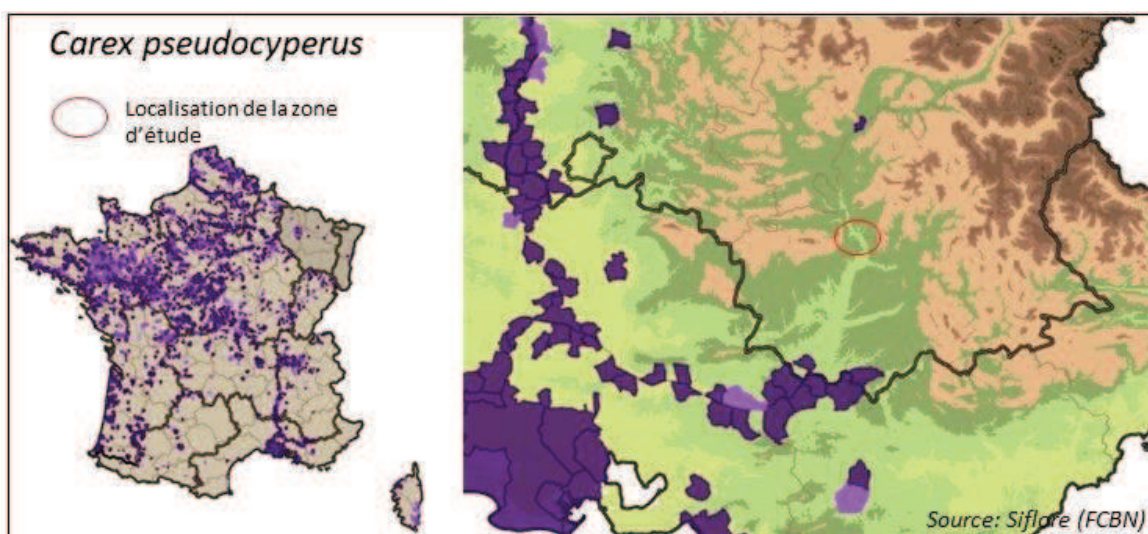 Carex pseudocyperus
Localisation de la zone
d'étude
Source: Siflore (FCBN)